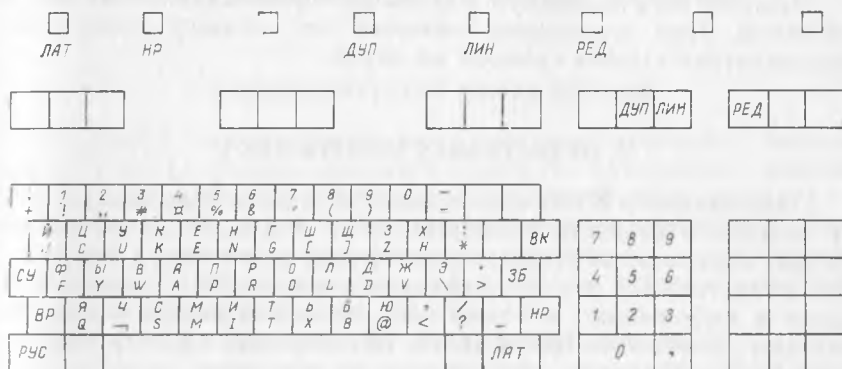 ЛАТ НР ДУП ЛИН РЕД
ДУП ЛИН РЕД
; 1 2 3 4 5 6 7 8 9 0 -
+ ! " # ¤ % & ' ( ) =
Й Ц У К Е Н Г Ш Щ З Х : ВК 7 8 9
J C U K E N G [ ] Z H *
СУ Ф Ы В А П Р О Л Д Ж Э . ЗБ 4 5 6
F Y W A P R O L D V \ >
ВР Я Ч С М И Т Ь Б Ю , / НР 1 2 3
Q ¬ S M I T X B @ < ? _
РУС ЛАТ 0 .